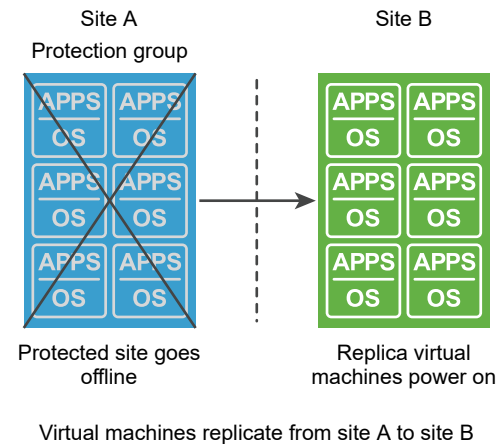 Site A
Site B
Protection group
APPS APPS
OS OS
APPS APPS
OS OS
APPS APPS
OS OS
APPS APPS
OS OS
APPS APPS
OS OS
APPS APPS
OS OS
Protected site goes
offline
Replica virtual
machines power on
Virtual machines replicate from site A to site B